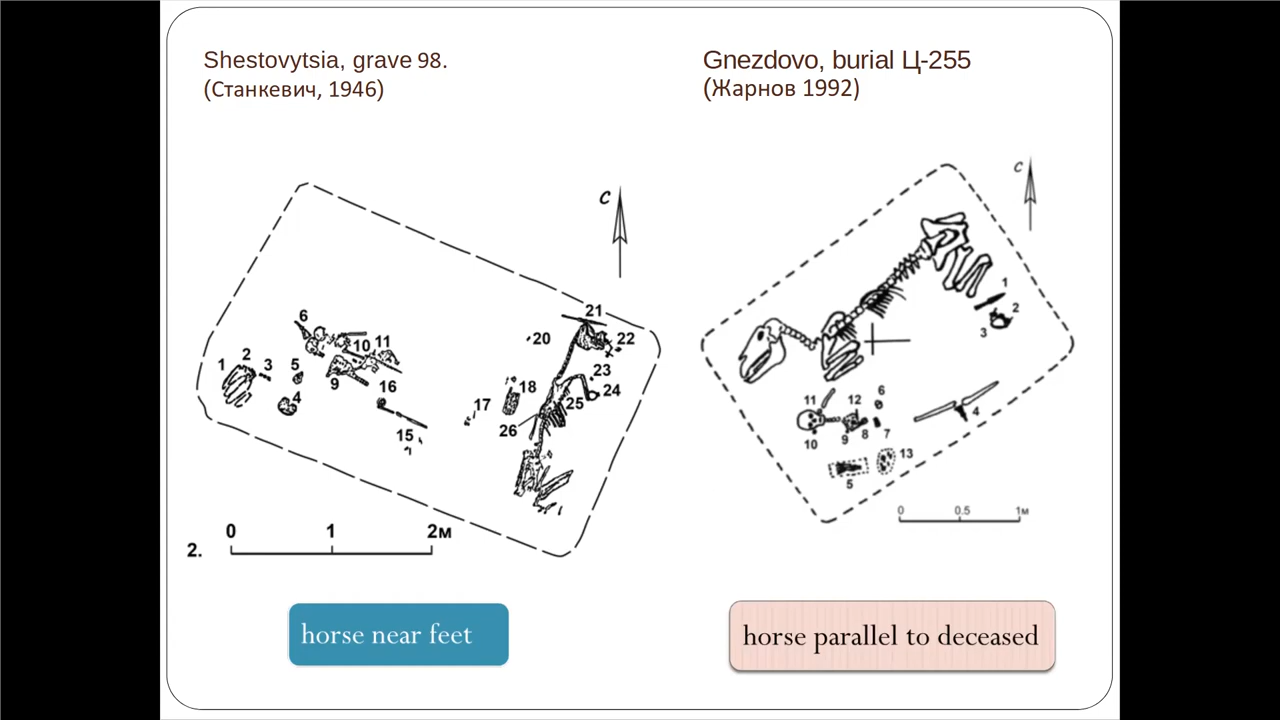 Shestovytsia, grave 98.
(Станкевич, 1946)
Gnezdovo, burial Ц-255
(Жарнов 1992)
с
21
6
20
22
10 11
1 2 3 5
9
23
16
24
4
18
25
17
26
15
0 1 2м
2.
horse near feet
с
1
2
3
6
11 12
4
10 9 8 7
13
5
0 0.5 1м
horse parallel to deceased